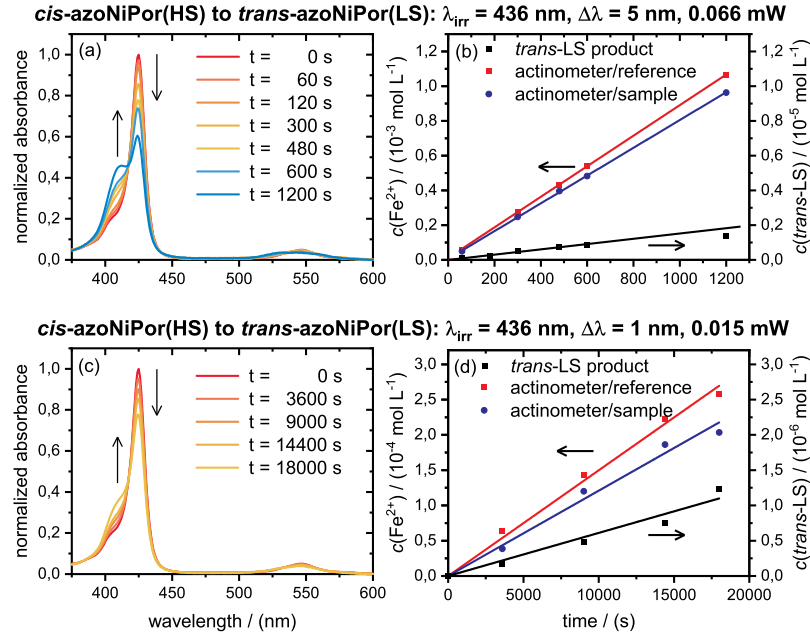 cis-azoNiPor(HS) to trans-azoNiPor(LS): λirr = 436 nm, Δλ = 5 nm, 0.066 mW
(a)
normalized absorbance
1,0
0,8
0,6
0,4
0,2
0,0
400 450 500 550 600
t = 0 s
t = 60 s
t = 120 s
t = 300 s
t = 480 s
t = 600 s
t = 1200 s
(b)
trans-LS product
actinometer/reference
actinometer/sample
c(Fe²⁺) / (10⁻³ mol L⁻¹)
1,2
1,0
0,8
0,6
0,4
0,2
0,0
0 200 400 600 800 1000 1200
1,2
1,0
0,8
0,6
0,4
0,2
0,0
c(trans-LS) / (10⁻⁵ mol L⁻¹)
cis-azoNiPor(HS) to trans-azoNiPor(LS): λirr = 436 nm, Δλ = 1 nm, 0.015 mW
(c)
normalized absorbance
1,0
0,8
0,6
0,4
0,2
0,0
400 450 500 550 600
wavelength / (nm)
t = 0 s
t = 3600 s
t = 9000 s
t = 14400 s
t = 18000 s
(d)
trans-LS product
actinometer/reference
actinometer/sample
c(Fe²⁺) / (10⁻⁴ mol L⁻¹)
3.0
2.5
2.0
1.5
1.0
0.5
0.0
0 5000 10000 15000 20000
time / (s)
3,0
2,5
2,0
1,5
1,0
0,5
0,0
c(trans-LS) / (10⁻⁶ mol L⁻¹)